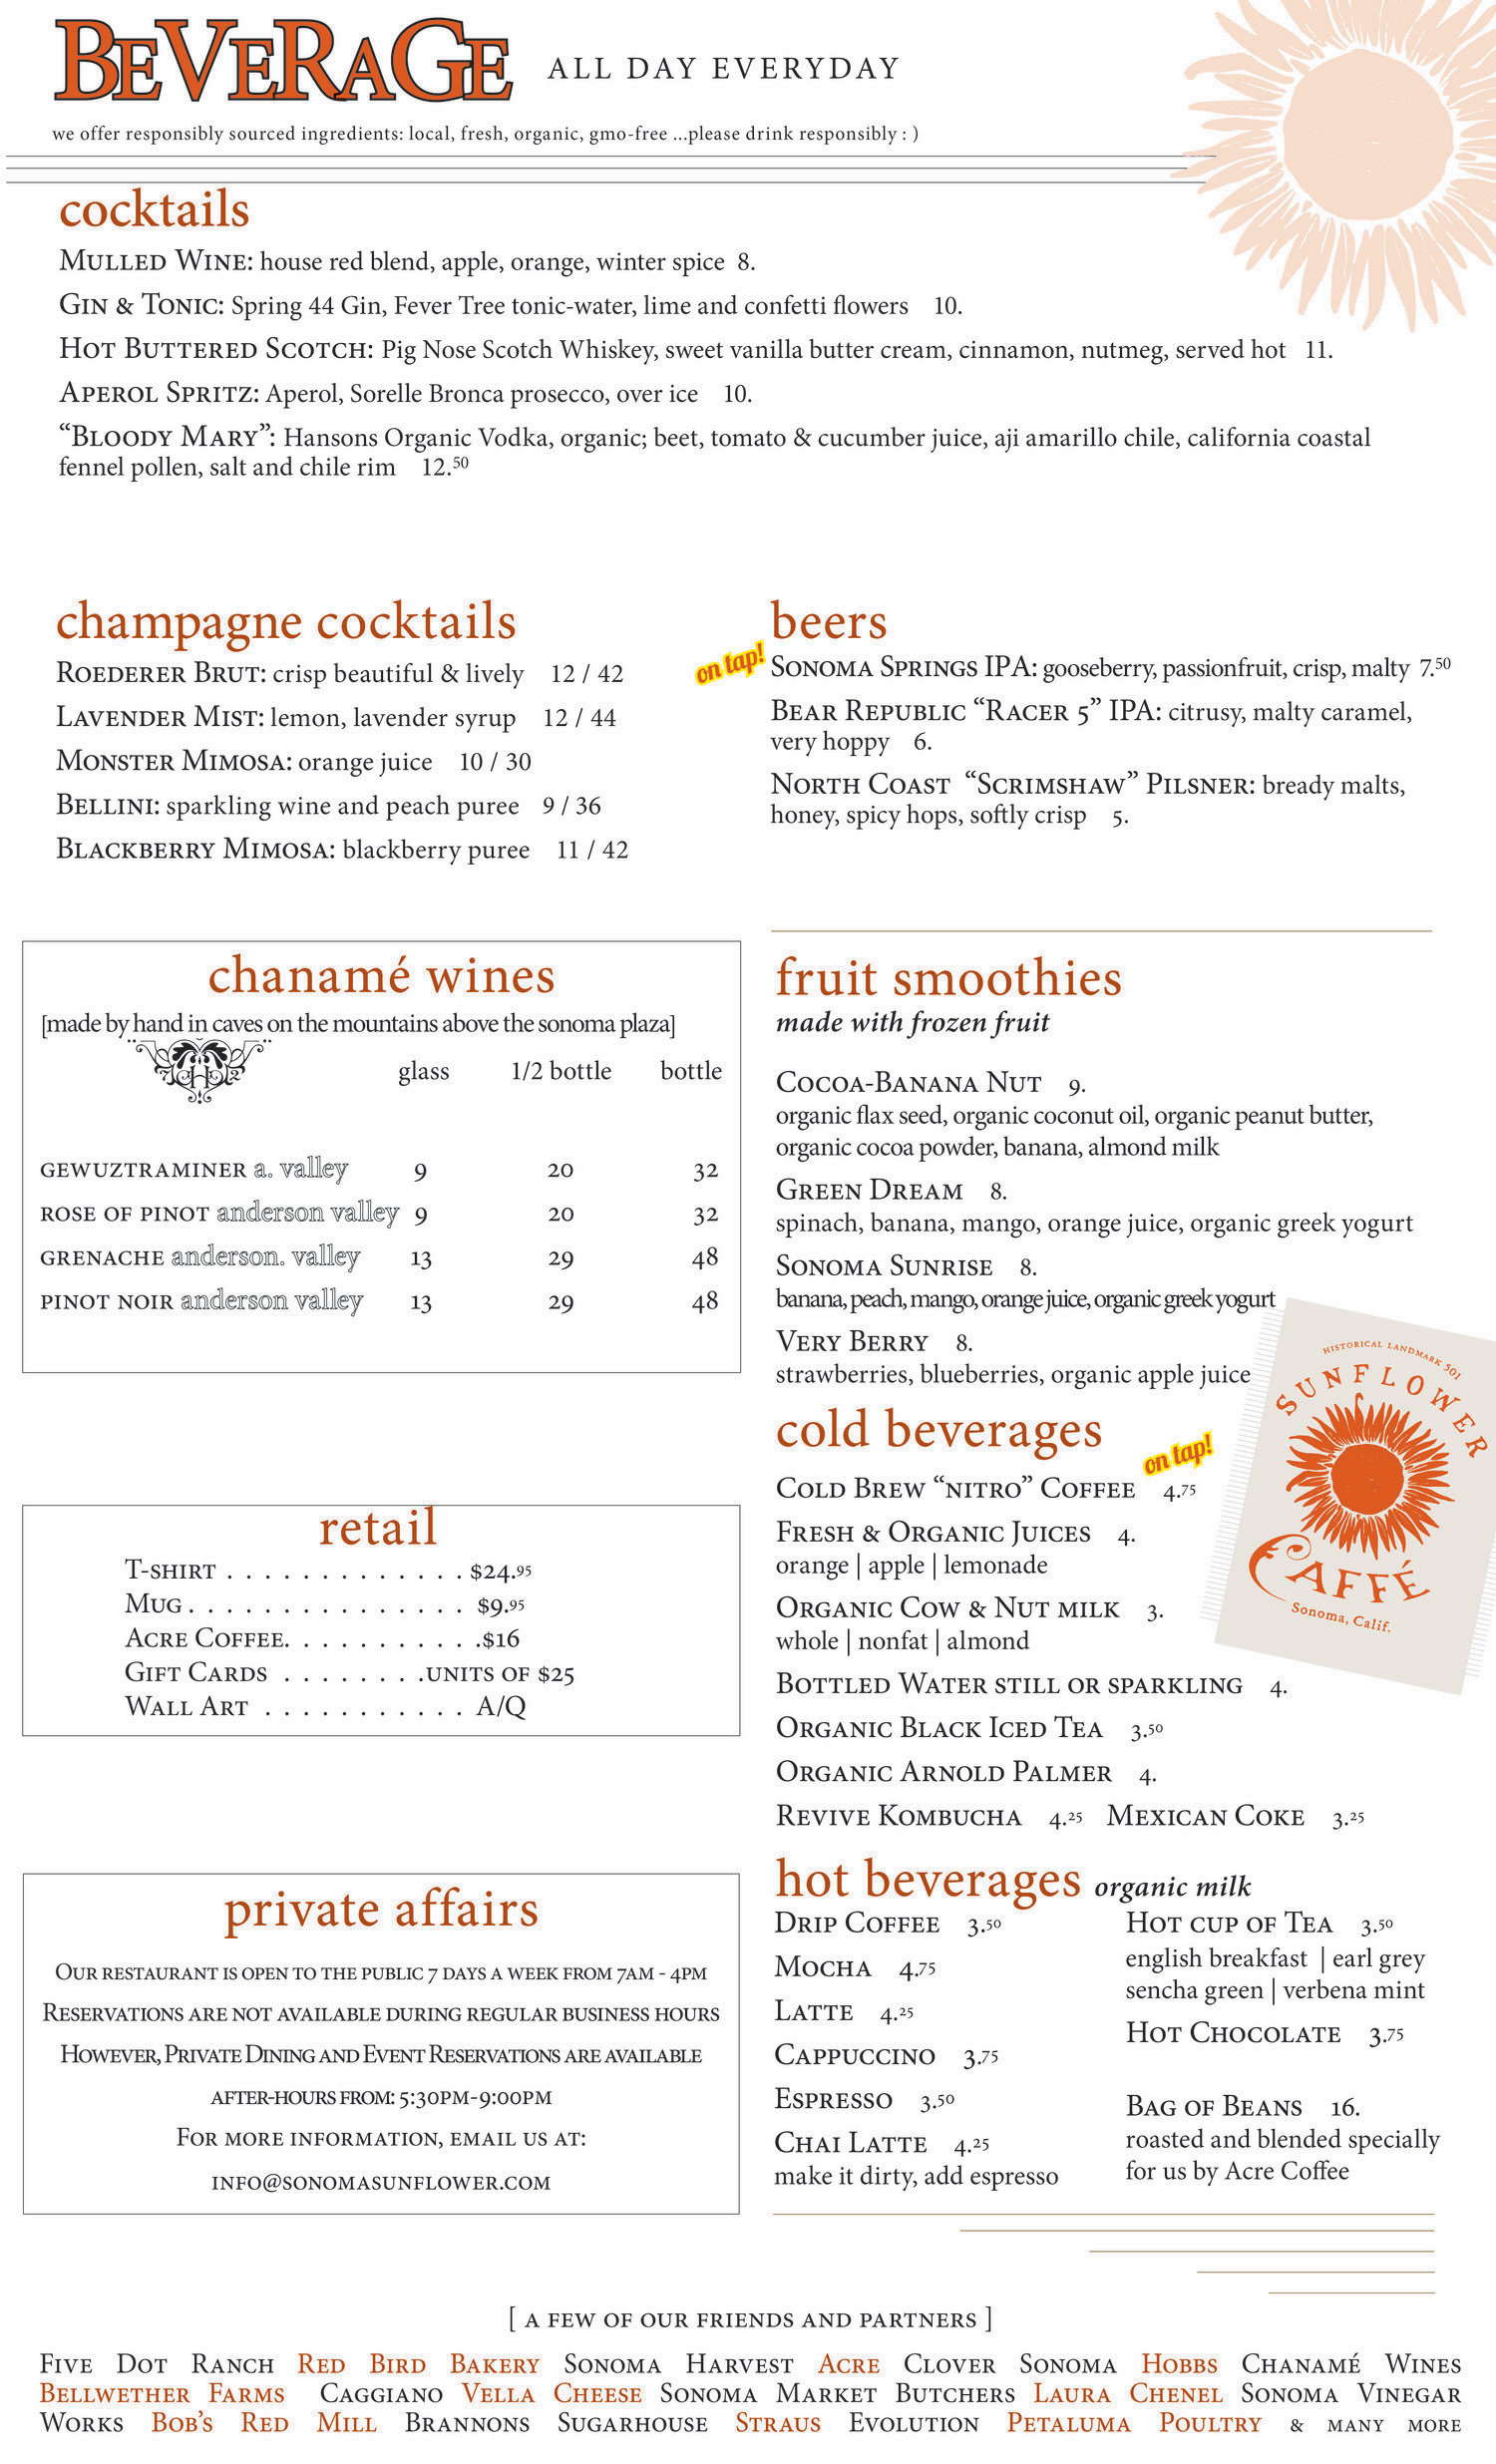 BEVERAGE ALL DAY EVERYDAY
we offer responsibly sourced ingredients: local, fresh, organic, gmo-free ...please drink responsibly : )
cocktails
MULLED WINE: house red blend, apple, orange, winter spice 8.
GIN & TONIC: Spring 44 Gin, Fever Tree tonic-water, lime and confetti flowers 10.
HOT BUTTERED SCOTCH: Pig Nose Scotch Whiskey, sweet vanilla butter cream, cinnamon, nutmeg, served hot 11.
APEROL SPRITZ: Aperol, Sorelle Bronca prosecco, over ice 10.
“BLOODY MARY”: Hansons Organic Vodka, organic; beet, tomato & cucumber juice, aji amarillo chile, california coastal
fennel pollen, salt and chile rim 12.50
champagne cocktails
ROEDERER BRUT: crisp beautiful & lively 12 / 42
LAVENDER MIST: lemon, lavender syrup 12 / 44
MONSTER MIMOSA: orange juice 10 / 30
BELLINI: sparkling wine and peach puree 9 / 36
BLACKBERRY MIMOSA: blackberry puree 11 / 42
beers
on tap!
SONOMA SPRINGS IPA: gooseberry, passionfruit, crisp, malty 7.50
BEAR REPUBLIC “RACER 5” IPA: citrusy, malty caramel,
very hoppy 6.
NORTH COAST “SCRIMSHAW” PILSNER: bready malts,
honey, spicy hops, softly crisp 5.
chanamé wines
[made by hand in caves on the mountains above the sonoma plaza]
glass 1/2 bottle bottle
GEWUZTRAMINER a. valley 9 20 32
ROSE OF PINOT anderson valley 9 20 32
GRENACHE anderson. valley 13 29 48
PINOT NOIR anderson valley 13 29 48
retail
T-SHIRT . . . . . . . . . . . . . $24.95
MUG . . . . . . . . . . . . . . . $9.95
ACRE COFFEE. . . . . . . . . . . .$16
GIFT CARDS . . . . . . . .UNITS OF $25
WALL ART . . . . . . . . . . . A/Q
private affairs
OUR RESTAURANT IS OPEN TO THE PUBLIC 7 DAYS A WEEK FROM 7AM - 4PM
RESERVATIONS ARE NOT AVAILABLE DURING REGULAR BUSINESS HOURS
HOWEVER, PRIVATE DINING AND EVENT RESERVATIONS ARE AVAILABLE
AFTER-HOURS FROM: 5:30PM-9:00PM
FOR MORE INFORMATION, EMAIL US AT:
INFO@SONOMASUNFLOWER.COM
fruit smoothies
made with frozen fruit
COCOA-BANANA NUT 9.
organic flax seed, organic coconut oil, organic peanut butter,
organic cocoa powder, banana, almond milk
GREEN DREAM 8.
spinach, banana, mango, orange juice, organic greek yogurt
SONOMA SUNRISE 8.
banana, peach, mango, orange juice, organic greek yogurt
VERY BERRY 8.
strawberries, blueberries, organic apple juice
HISTORICAL LANDMARK 501
SUNFLOWER
CAFFÉ
Sonoma, Calif.
cold beverages
on tap!
COLD BREW “NITRO” COFFEE 4.75
FRESH & ORGANIC JUICES 4.
orange | apple | lemonade
ORGANIC COW & NUT MILK 3.
whole | nonfat | almond
BOTTLED WATER STILL OR SPARKLING 4.
ORGANIC BLACK ICED TEA 3.50
ORGANIC ARNOLD PALMER 4.
REVIVE KOMBUCHA 4.25 MEXICAN COKE 3.25
hot beverages organic milk
DRIP COFFEE 3.50
MOCHA 4.75
LATTE 4.25
CAPPUCCINO 3.75
ESPRESSO 3.50
CHAI LATTE 4.25
make it dirty, add espresso
HOT CUP OF TEA 3.50
english breakfast | earl grey
sencha green | verbena mint
HOT CHOCOLATE 3.75
BAG OF BEANS 16.
roasted and blended specially
for us by Acre Coffee
[ A FEW OF OUR FRIENDS AND PARTNERS ]
FIVE DOT RANCH RED BIRD BAKERY SONOMA HARVEST ACRE CLOVER SONOMA HOBBS CHANAMÉ WINES
BELLWETHER FARMS CAGGIANO VELLA CHEESE SONOMA MARKET BUTCHERS LAURA CHENEL SONOMA VINEGAR
WORKS BOB’S RED MILL BRANNONS SUGARHOUSE STRAUS EVOLUTION PETALUMA POULTRY & MANY MORE